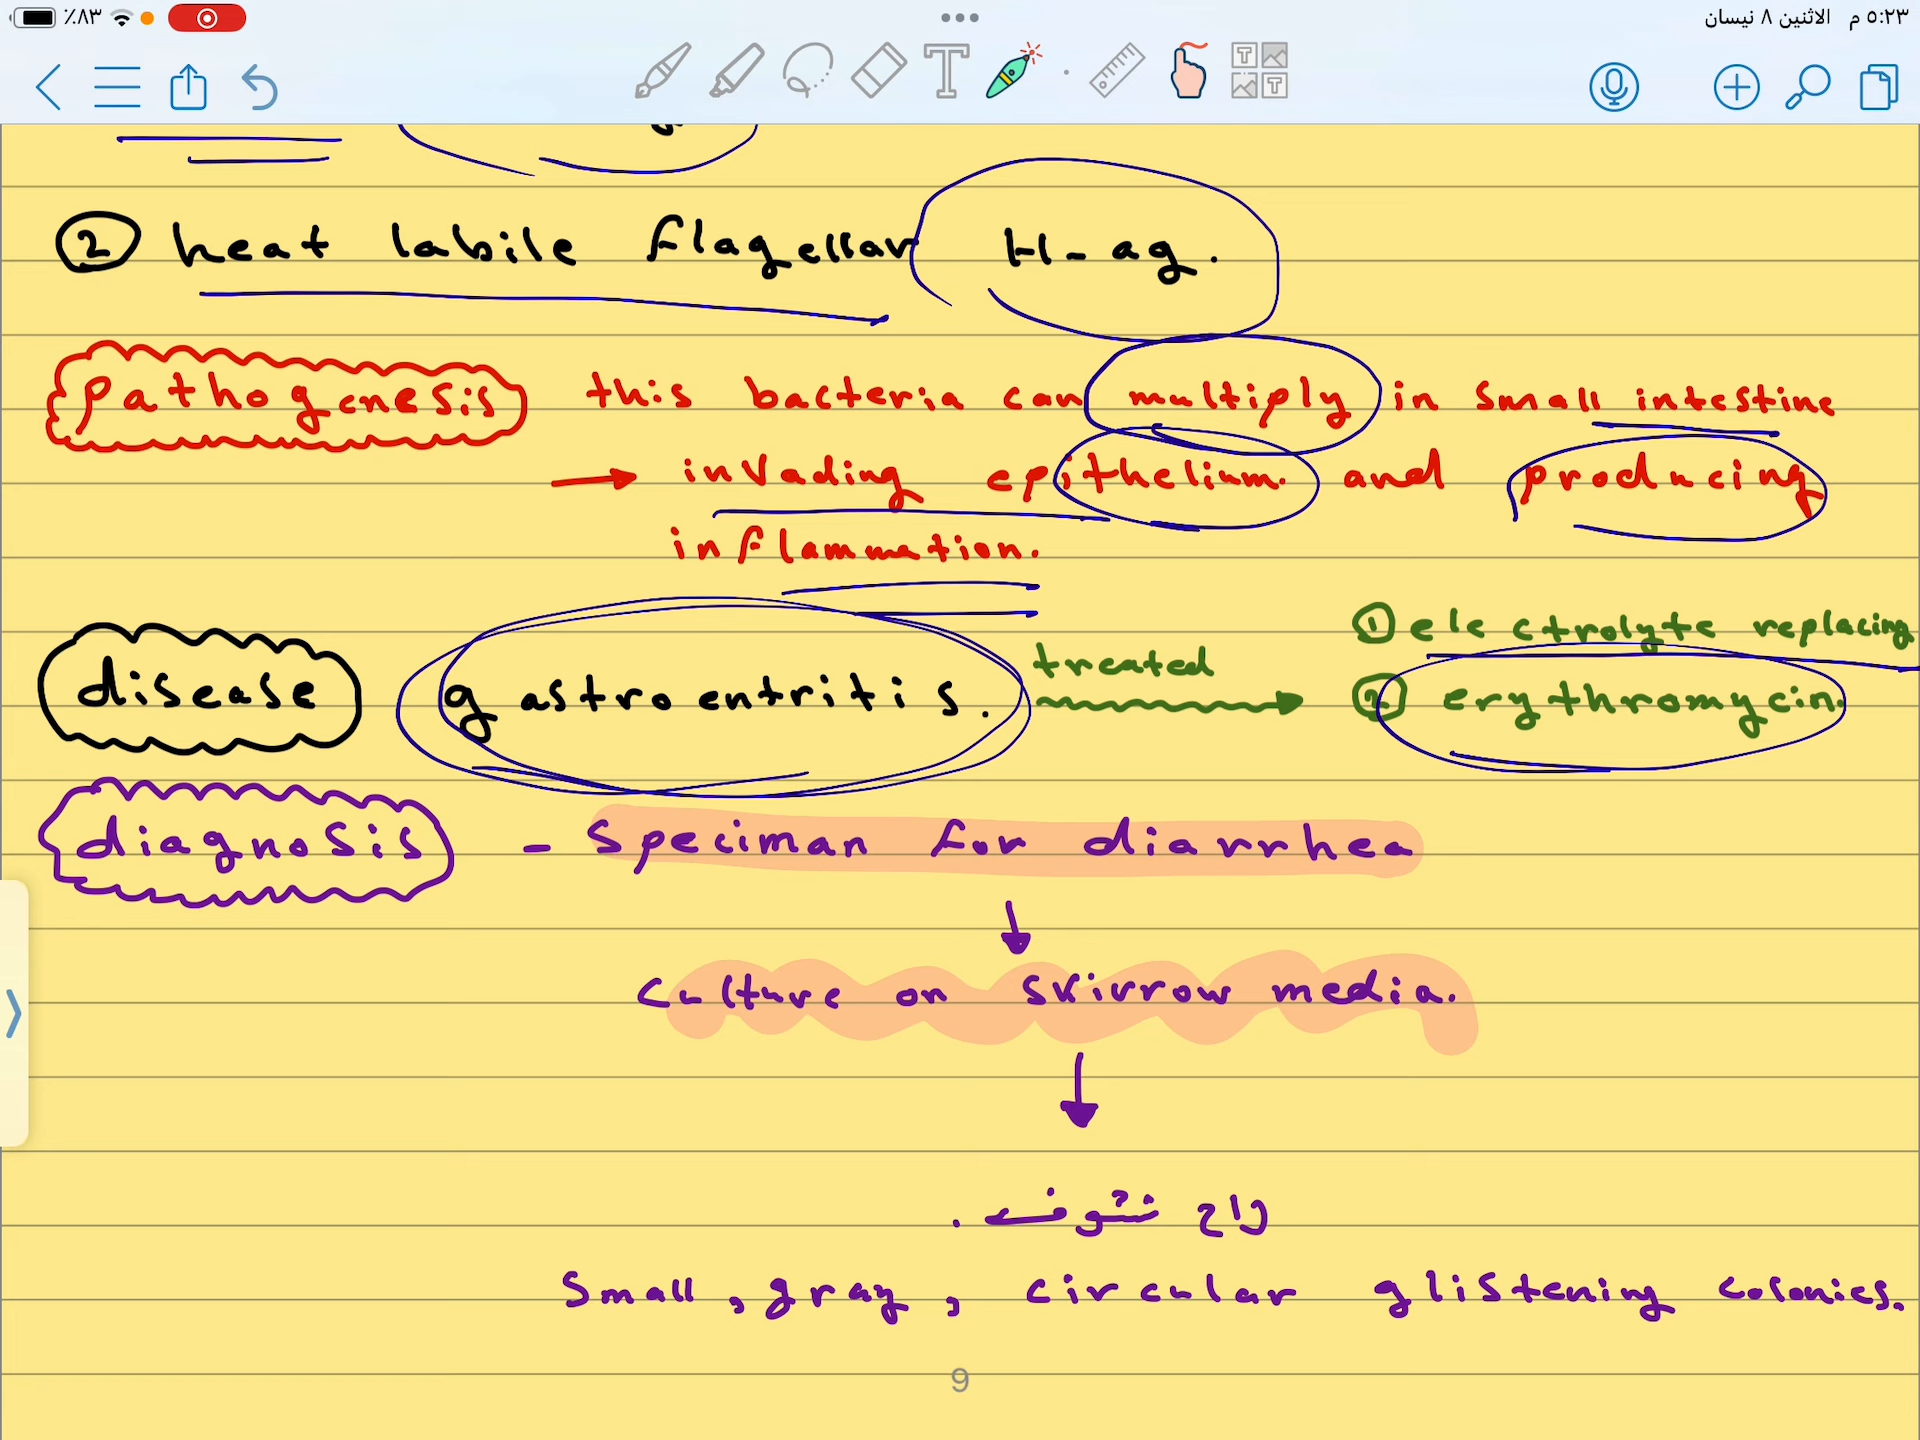 ٪٨٣
٥:٢٣ م الاثنين ٨ نيسان
2 heat labile flagellar H-ag.
pathogenesis this bacteria can multiply in small intestine
→ invading epithelium. and producing
inflammation.
① electrolyte replacing
disease gastroentritis. treated → ② erythromycin.
diagnosis - speciman for diarrhea
culture on skirrow media.
راح نشوف .
Small, gray, circular glistening colonies.
9